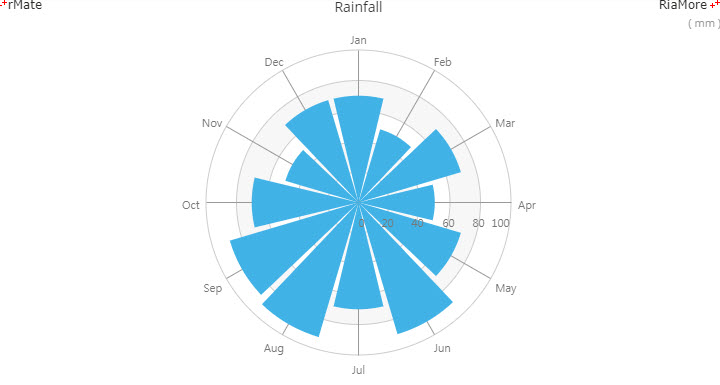 rMate
Rainfall
RiaMore
( mm )
Jan
Dec
Feb
Nov
Mar
Oct
Apr
0 20 40 60 80 100
Sep
May
Aug
Jun
Jul